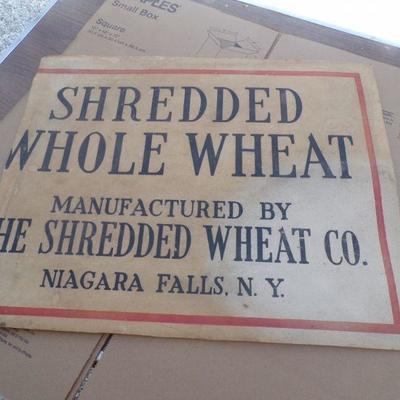 Small Box
Square
SHREDDED
WHOLE WHEAT
MANUFACTURED BY
HE SHREDDED WHEAT CO.
NIAGARA FALLS, N. Y.